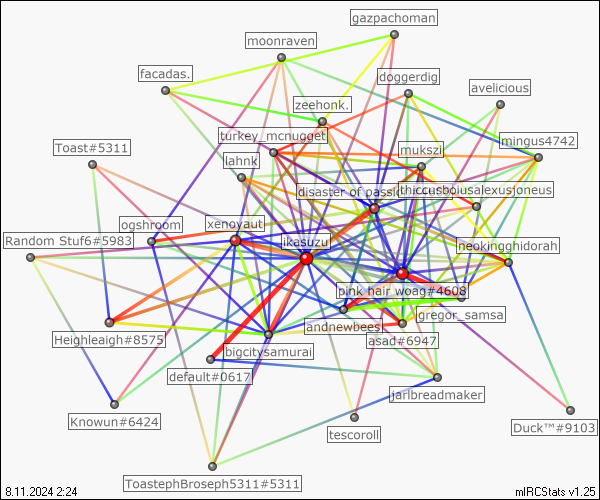 gazpachoman
moonraven
facadas.
doggerdig
avelicious
zeehonk.
turkey_mcnugget
mingus4742
Toast#5311
mukszi
lahnk
disaster of passi
thiccusboiusalexusjoneus
ogshroom
xenoyaut
Random Stuf6#5983
ikasuzu
neokingghidorah
pink hair_woag#4608
gregor_samsa
andnewbees
Heighleaigh#8575
asad#6947
bigcitysamurai
default#0617
jarlbreadmaker
Knowun#6424
tescoroll
Duck™#9103
ToastephBroseph5311#5311
8.11.2024 2:24
mIRCStats v1.25